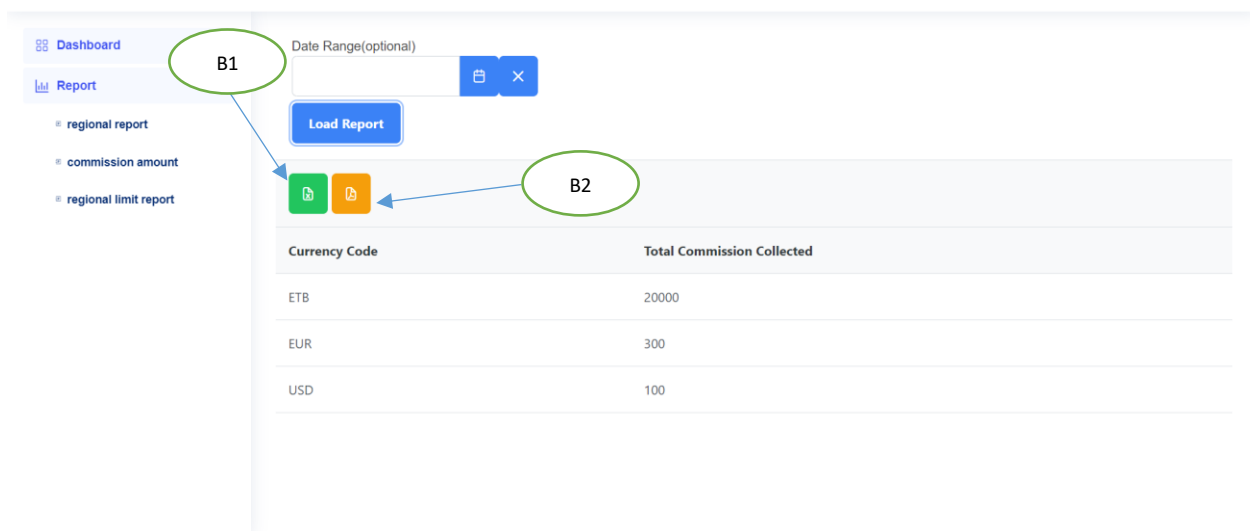 Dashboard
Report
regional report
commission amount
regional limit report
B1
Date Range(optional)
Load Report
B2
Currency Code Total Commission Collected
ETB 20000
EUR 300
USD 100